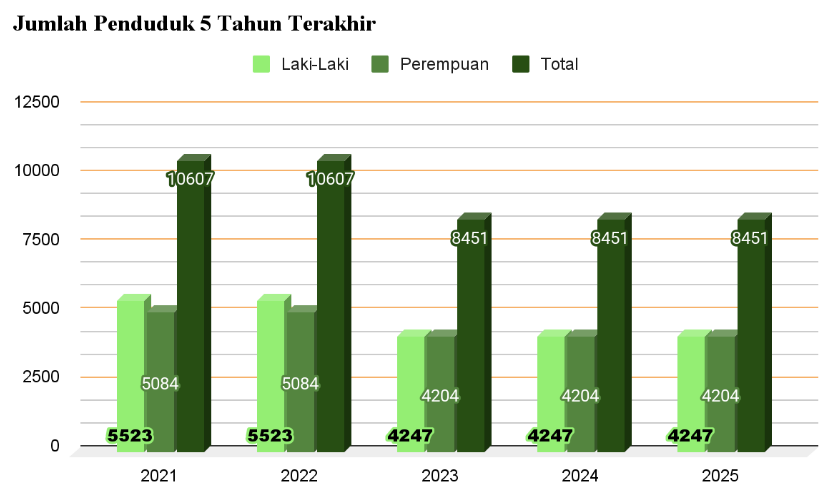 Jumlah Penduduk 5 Tahun Terakhir
Laki-Laki Perempuan Total
12500
10000
7500
5000
2500
0
10607 10607
8451 8451 8451
5084 5084
4204 4204 4204
5523 5523 4247 4247 4247
2021 2022 2023 2024 2025